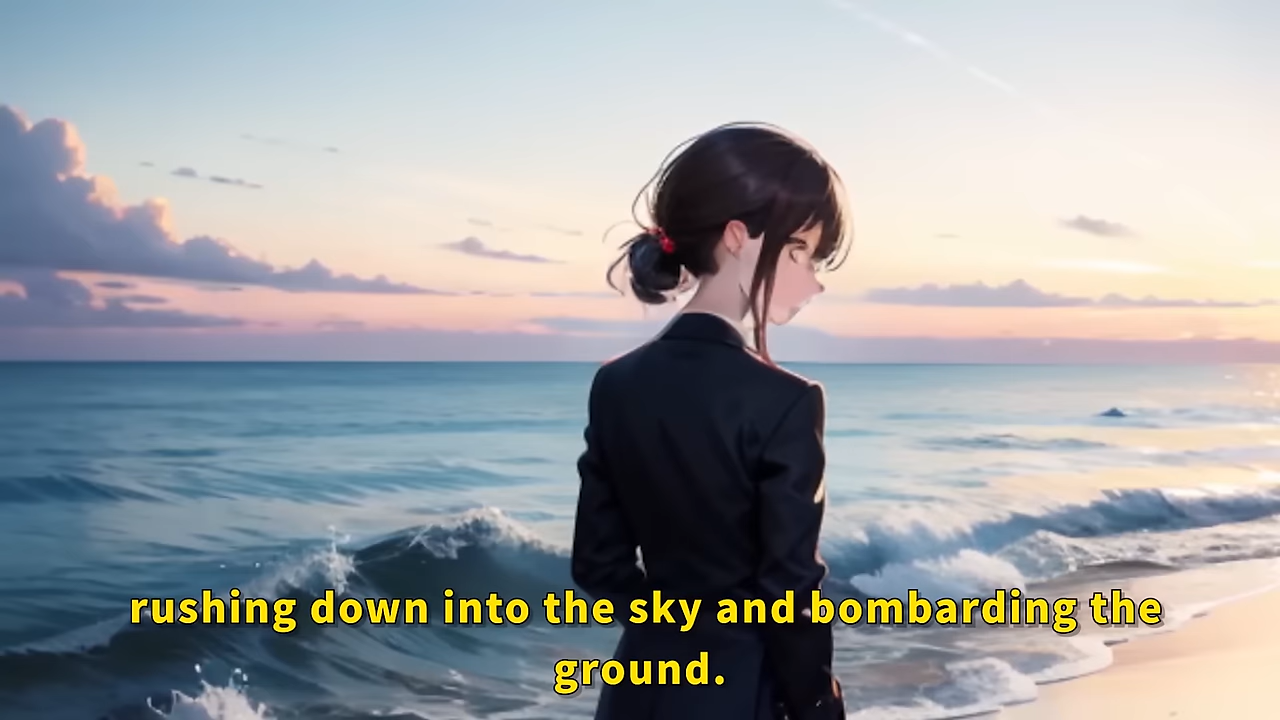 rushing down into the sky and bombarding the
ground.